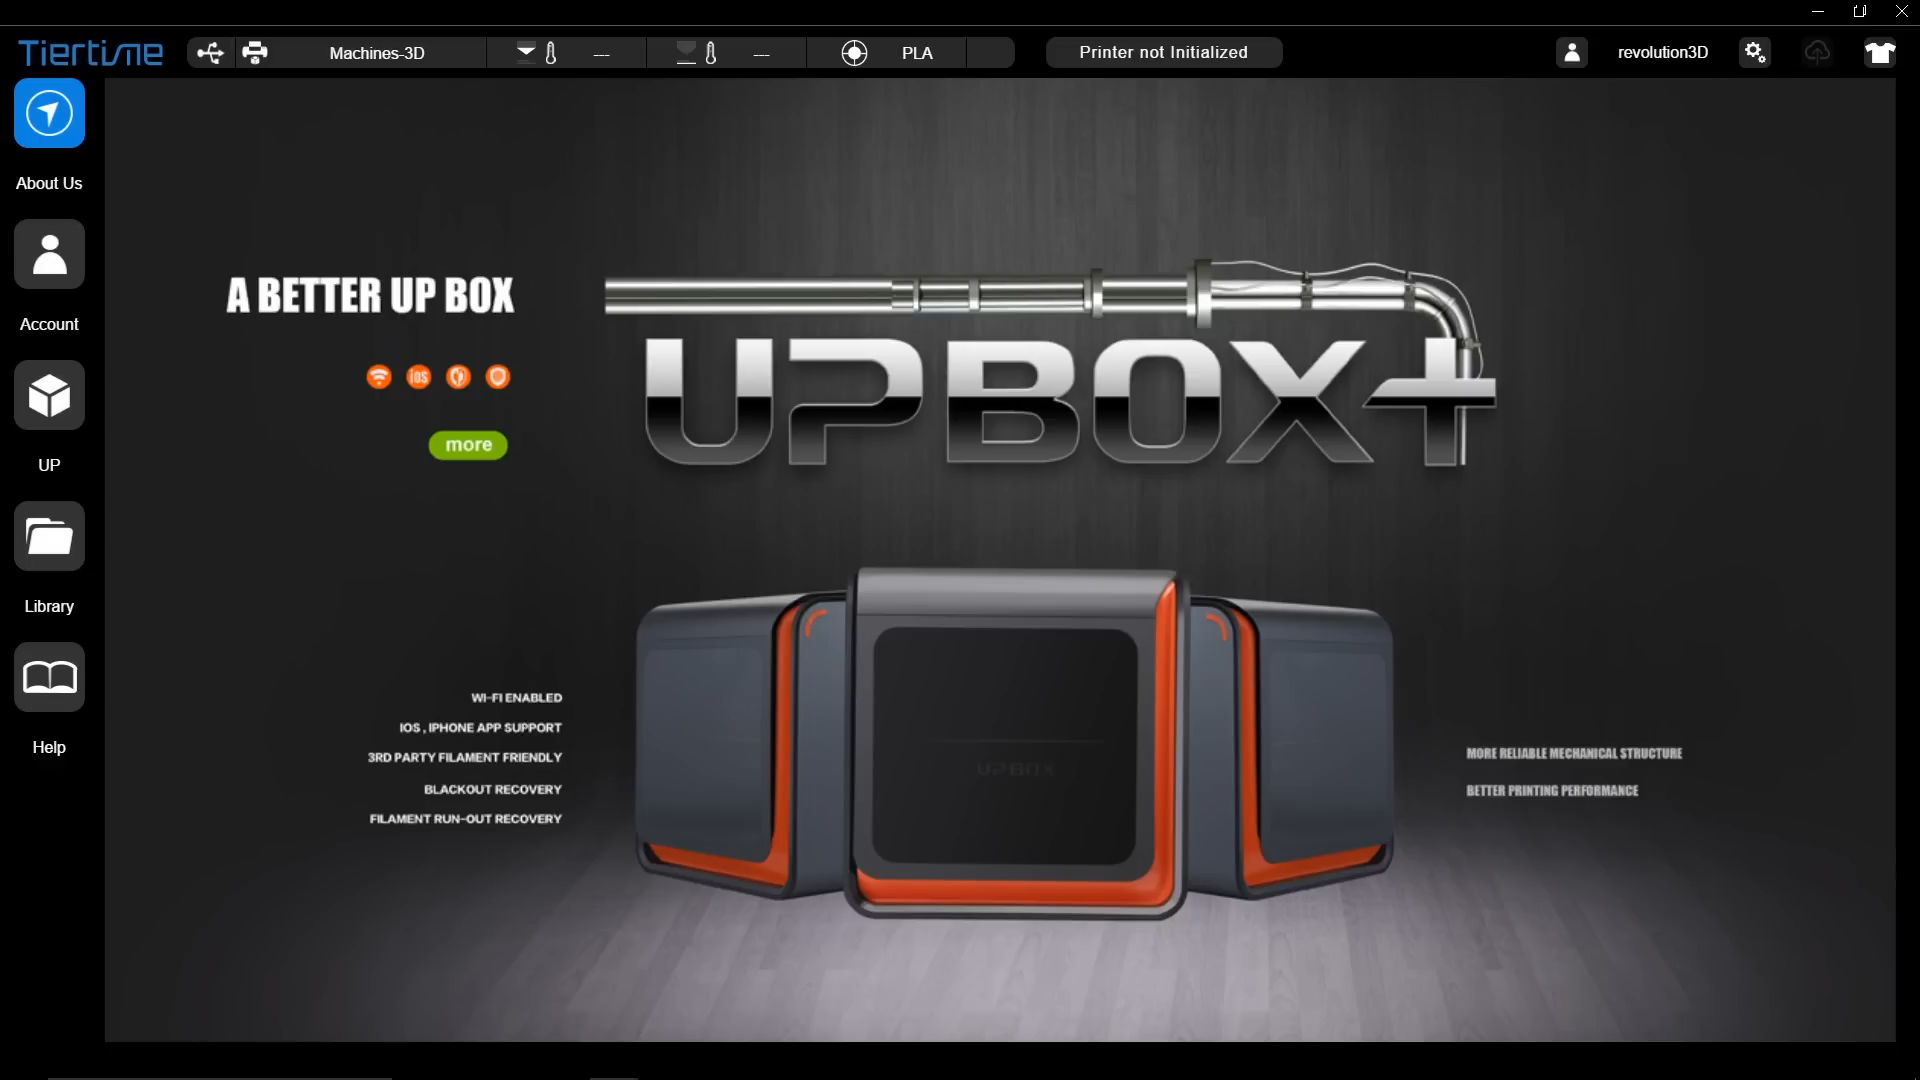 Tiertime
Machines-3D
---
---
PLA
Printer not Initialized
revolution3D
About Us
Account
UP
Library
Help
A BETTER UP BOX
iOS
more
UPBOX+
WI-FI ENABLED
IOS , IPHONE APP SUPPORT
3RD PARTY FILAMENT FRIENDLY
BLACKOUT RECOVERY
FILAMENT RUN-OUT RECOVERY
UPBOX
MORE RELIABLE MECHANICAL STRUCTURE
BETTER PRINTING PERFORMANCE